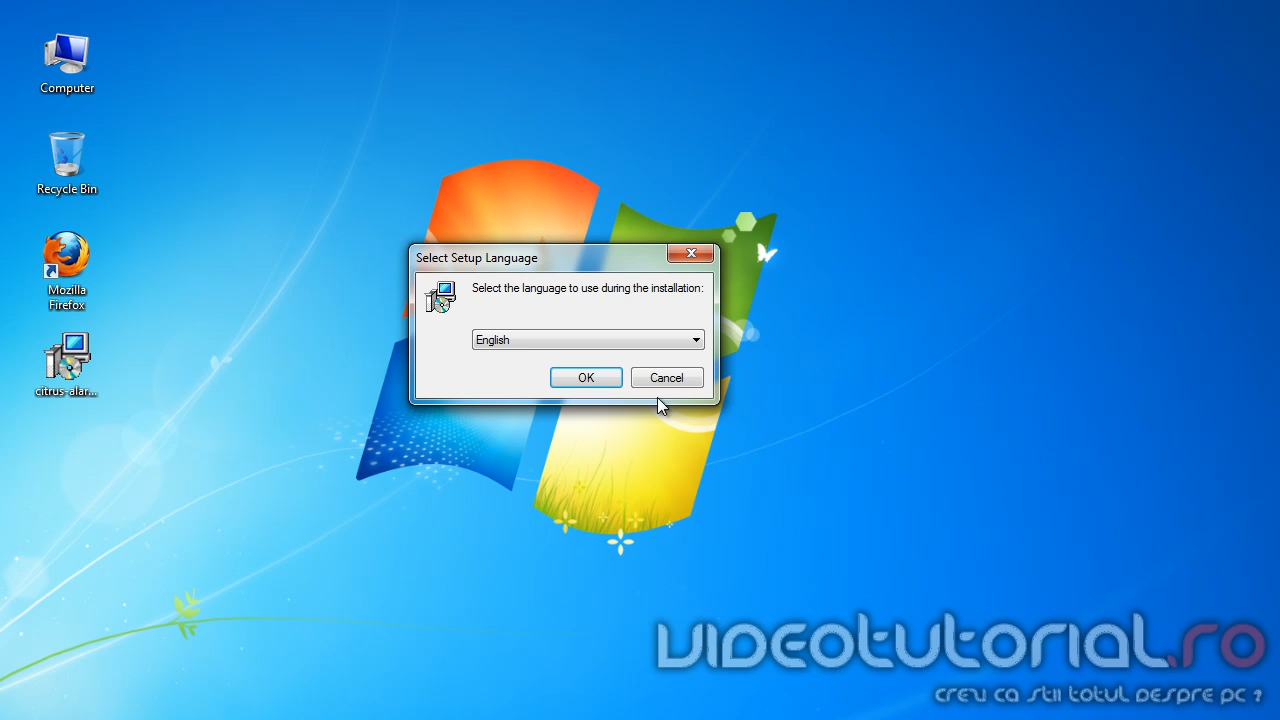 Computer
Recycle Bin
Mozilla
Firefox
citrus-alar...
Select Setup Language
Select the language to use during the installation:
English
OK
Cancel
VIDEOTUTORIAL.RO
CREU CA STII TOTUL DESPRE PC ?